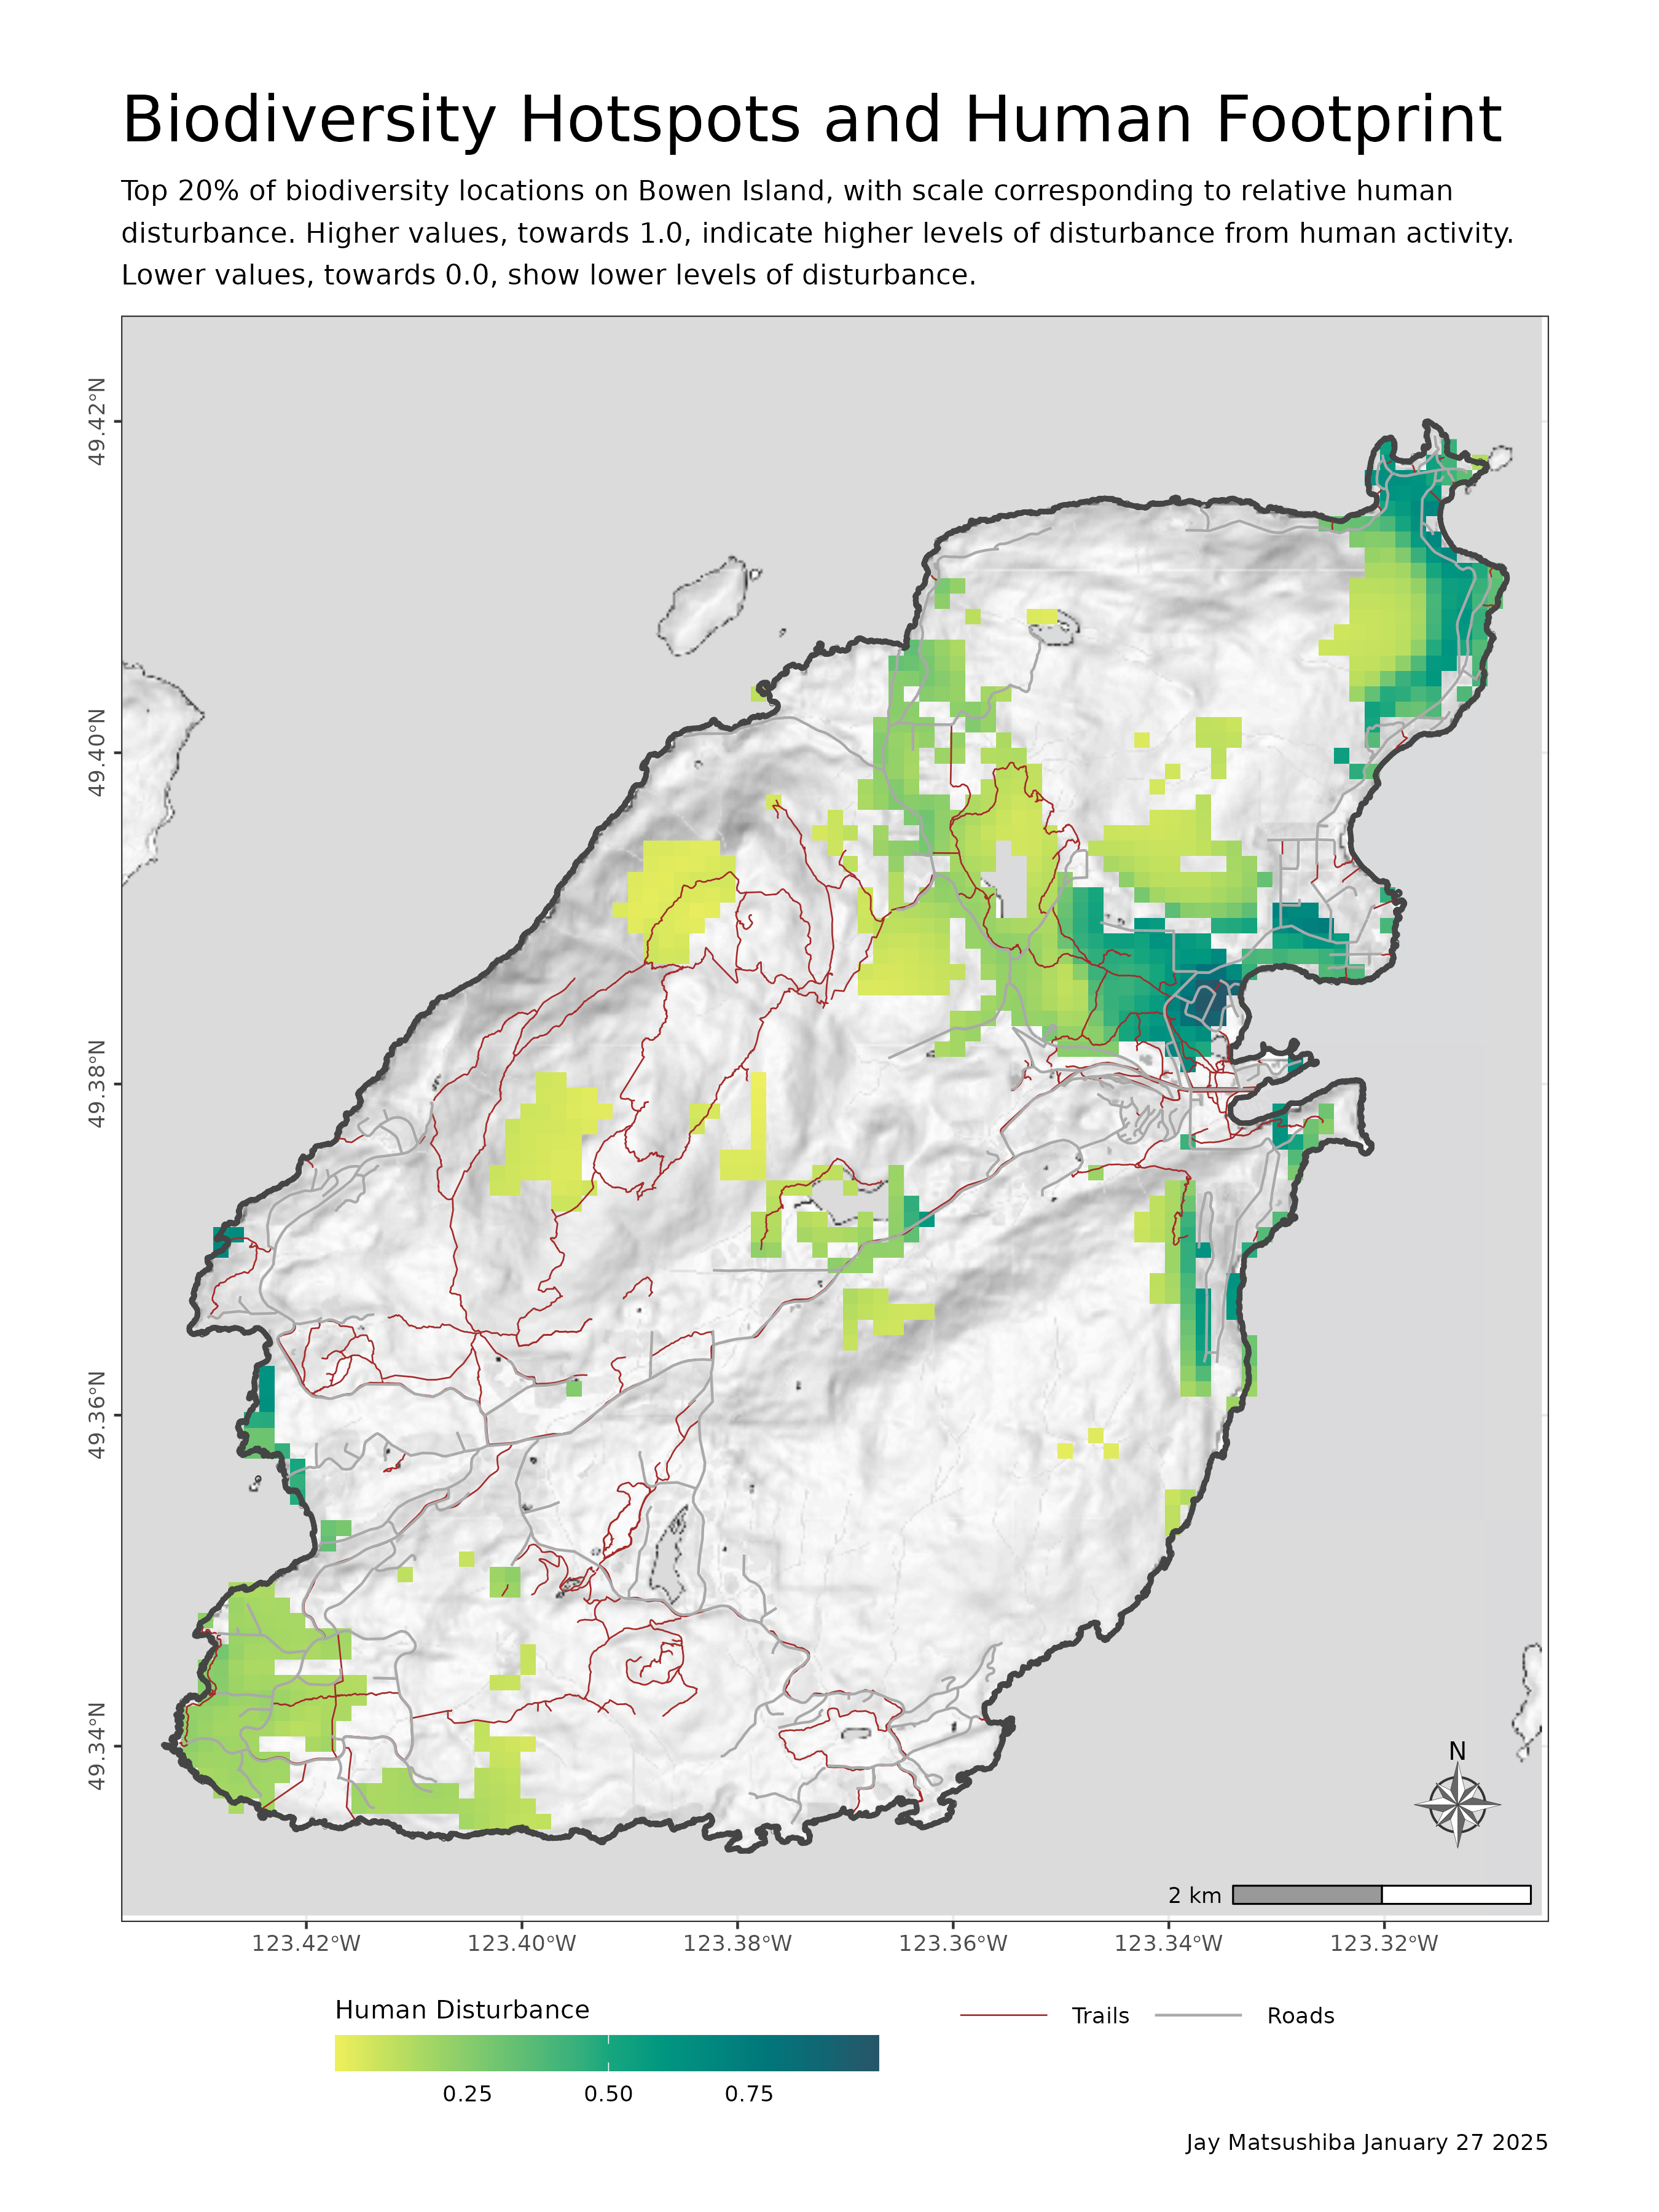 Biodiversity Hotspots and Human Footprint
Top 20% of biodiversity locations on Bowen Island, with scale corresponding to relative human
disturbance. Higher values, towards 1.0, indicate higher levels of disturbance from human activity.
Lower values, towards 0.0, show lower levels of disturbance.
49.42°N
49.40°N
49.38°N
49.36°N
49.34°N
N
2 km
123.42°W 123.40°W 123.38°W 123.36°W 123.34°W 123.32°W
Human Disturbance
0.25 0.50 0.75
Trails Roads
Jay Matsushiba January 27 2025